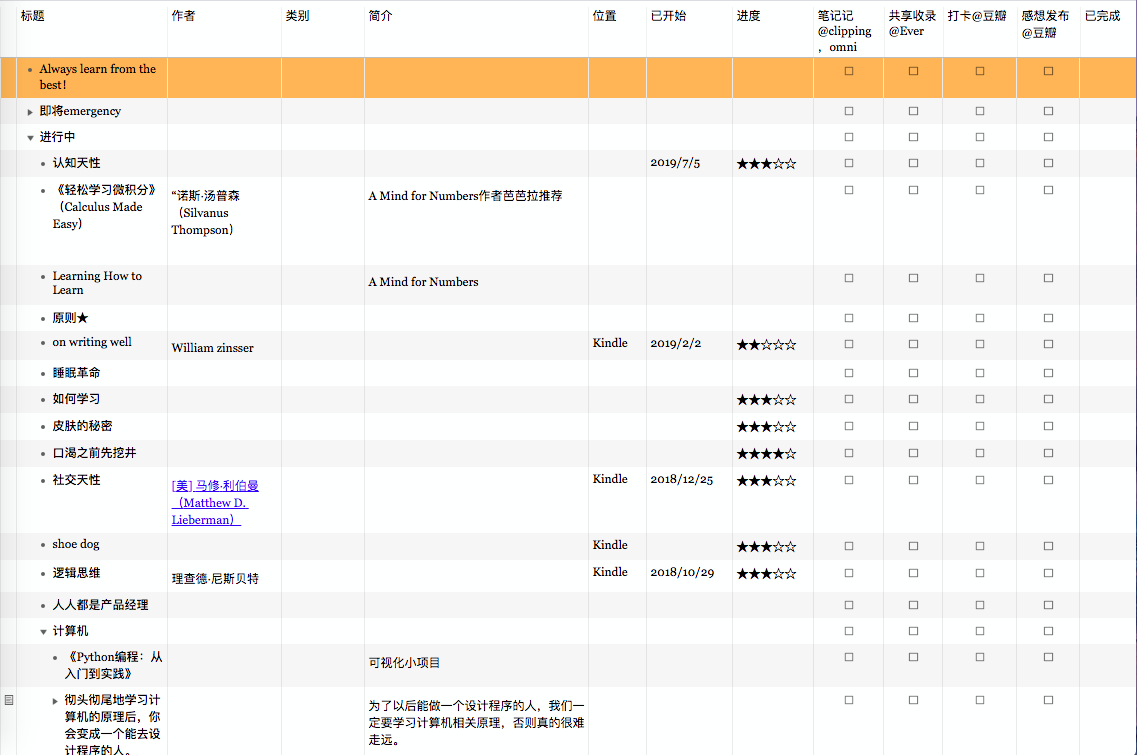 标题 作者 类别 简介 位置 已开始 进度 笔记记 共享收录 打卡@豆瓣 感想发布 已完成
@clipping @Ever @豆瓣
，omni
Always learn from the
best!
即将emergency
进行中
认知天性 2019/7/5 ★★★☆☆
《轻松学习微积分》 “诺斯·汤普森 A Mind for Numbers作者芭芭拉推荐
（Calculus Made （Silvanus
Easy） Thompson）
Learning How to A Mind for Numbers
Learn
原则★
on writing well William zinsser Kindle 2019/2/2 ★★☆☆☆
睡眠革命
如何学习 ★★★☆☆
皮肤的秘密 ★★★☆☆
口渴之前先挖井 ★★★★☆
社交天性 [美] 马修·利伯曼 Kindle 2018/12/25 ★★★☆☆
（Matthew D.
Lieberman）
shoe dog Kindle ★★★☆☆
逻辑思维 理查德·尼斯贝特 Kindle 2018/10/29 ★★★☆☆
人人都是产品经理
计算机
《Python编程：从 可视化小项目
入门到实践》
彻头彻尾地学习计 为了以后能做一个设计程序的人，我们一
算机的原理后，你 定要学习计算机相关原理，否则真的很难
会变成一个能去设 走远。
计程序的人。